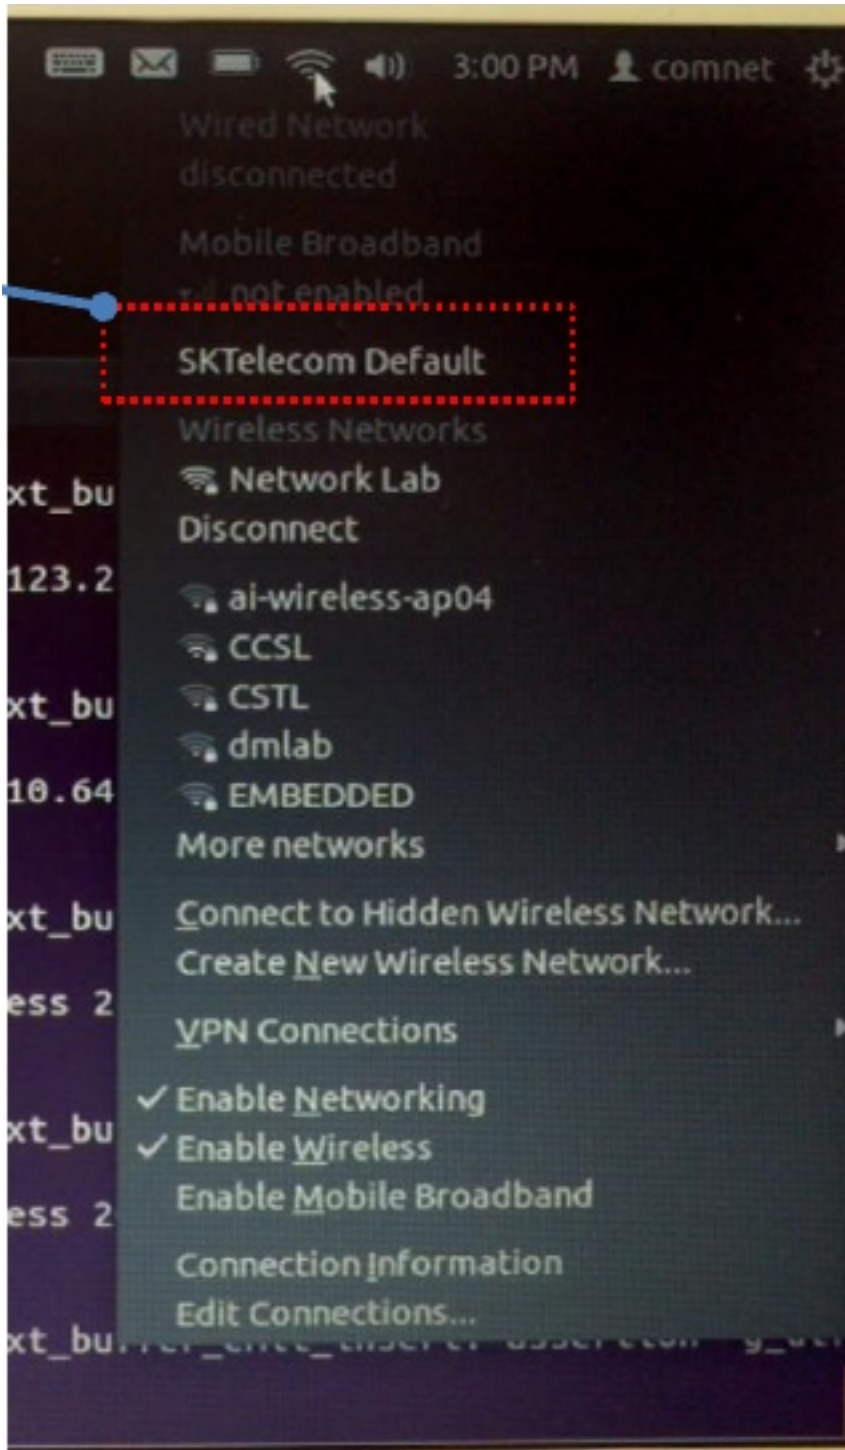 3:00 PM comnet
Wired Network
disconnected
Mobile Broadband
not enabled
SKTelecom Default
Wireless Networks
Network Lab
xt_bu
Disconnect
123.2
ai-wireless-ap04
CCSL
xt_bu
CSTL
dmlab
10.64
EMBEDDED
More networks
xt_bu
Connect to Hidden Wireless Network...
Create New Wireless Network...
ess 2
VPN Connections
Enable Networking
xt_bu
Enable Wireless
Enable Mobile Broadband
ess 2
Connection Information
Edit Connections...
xt_bu